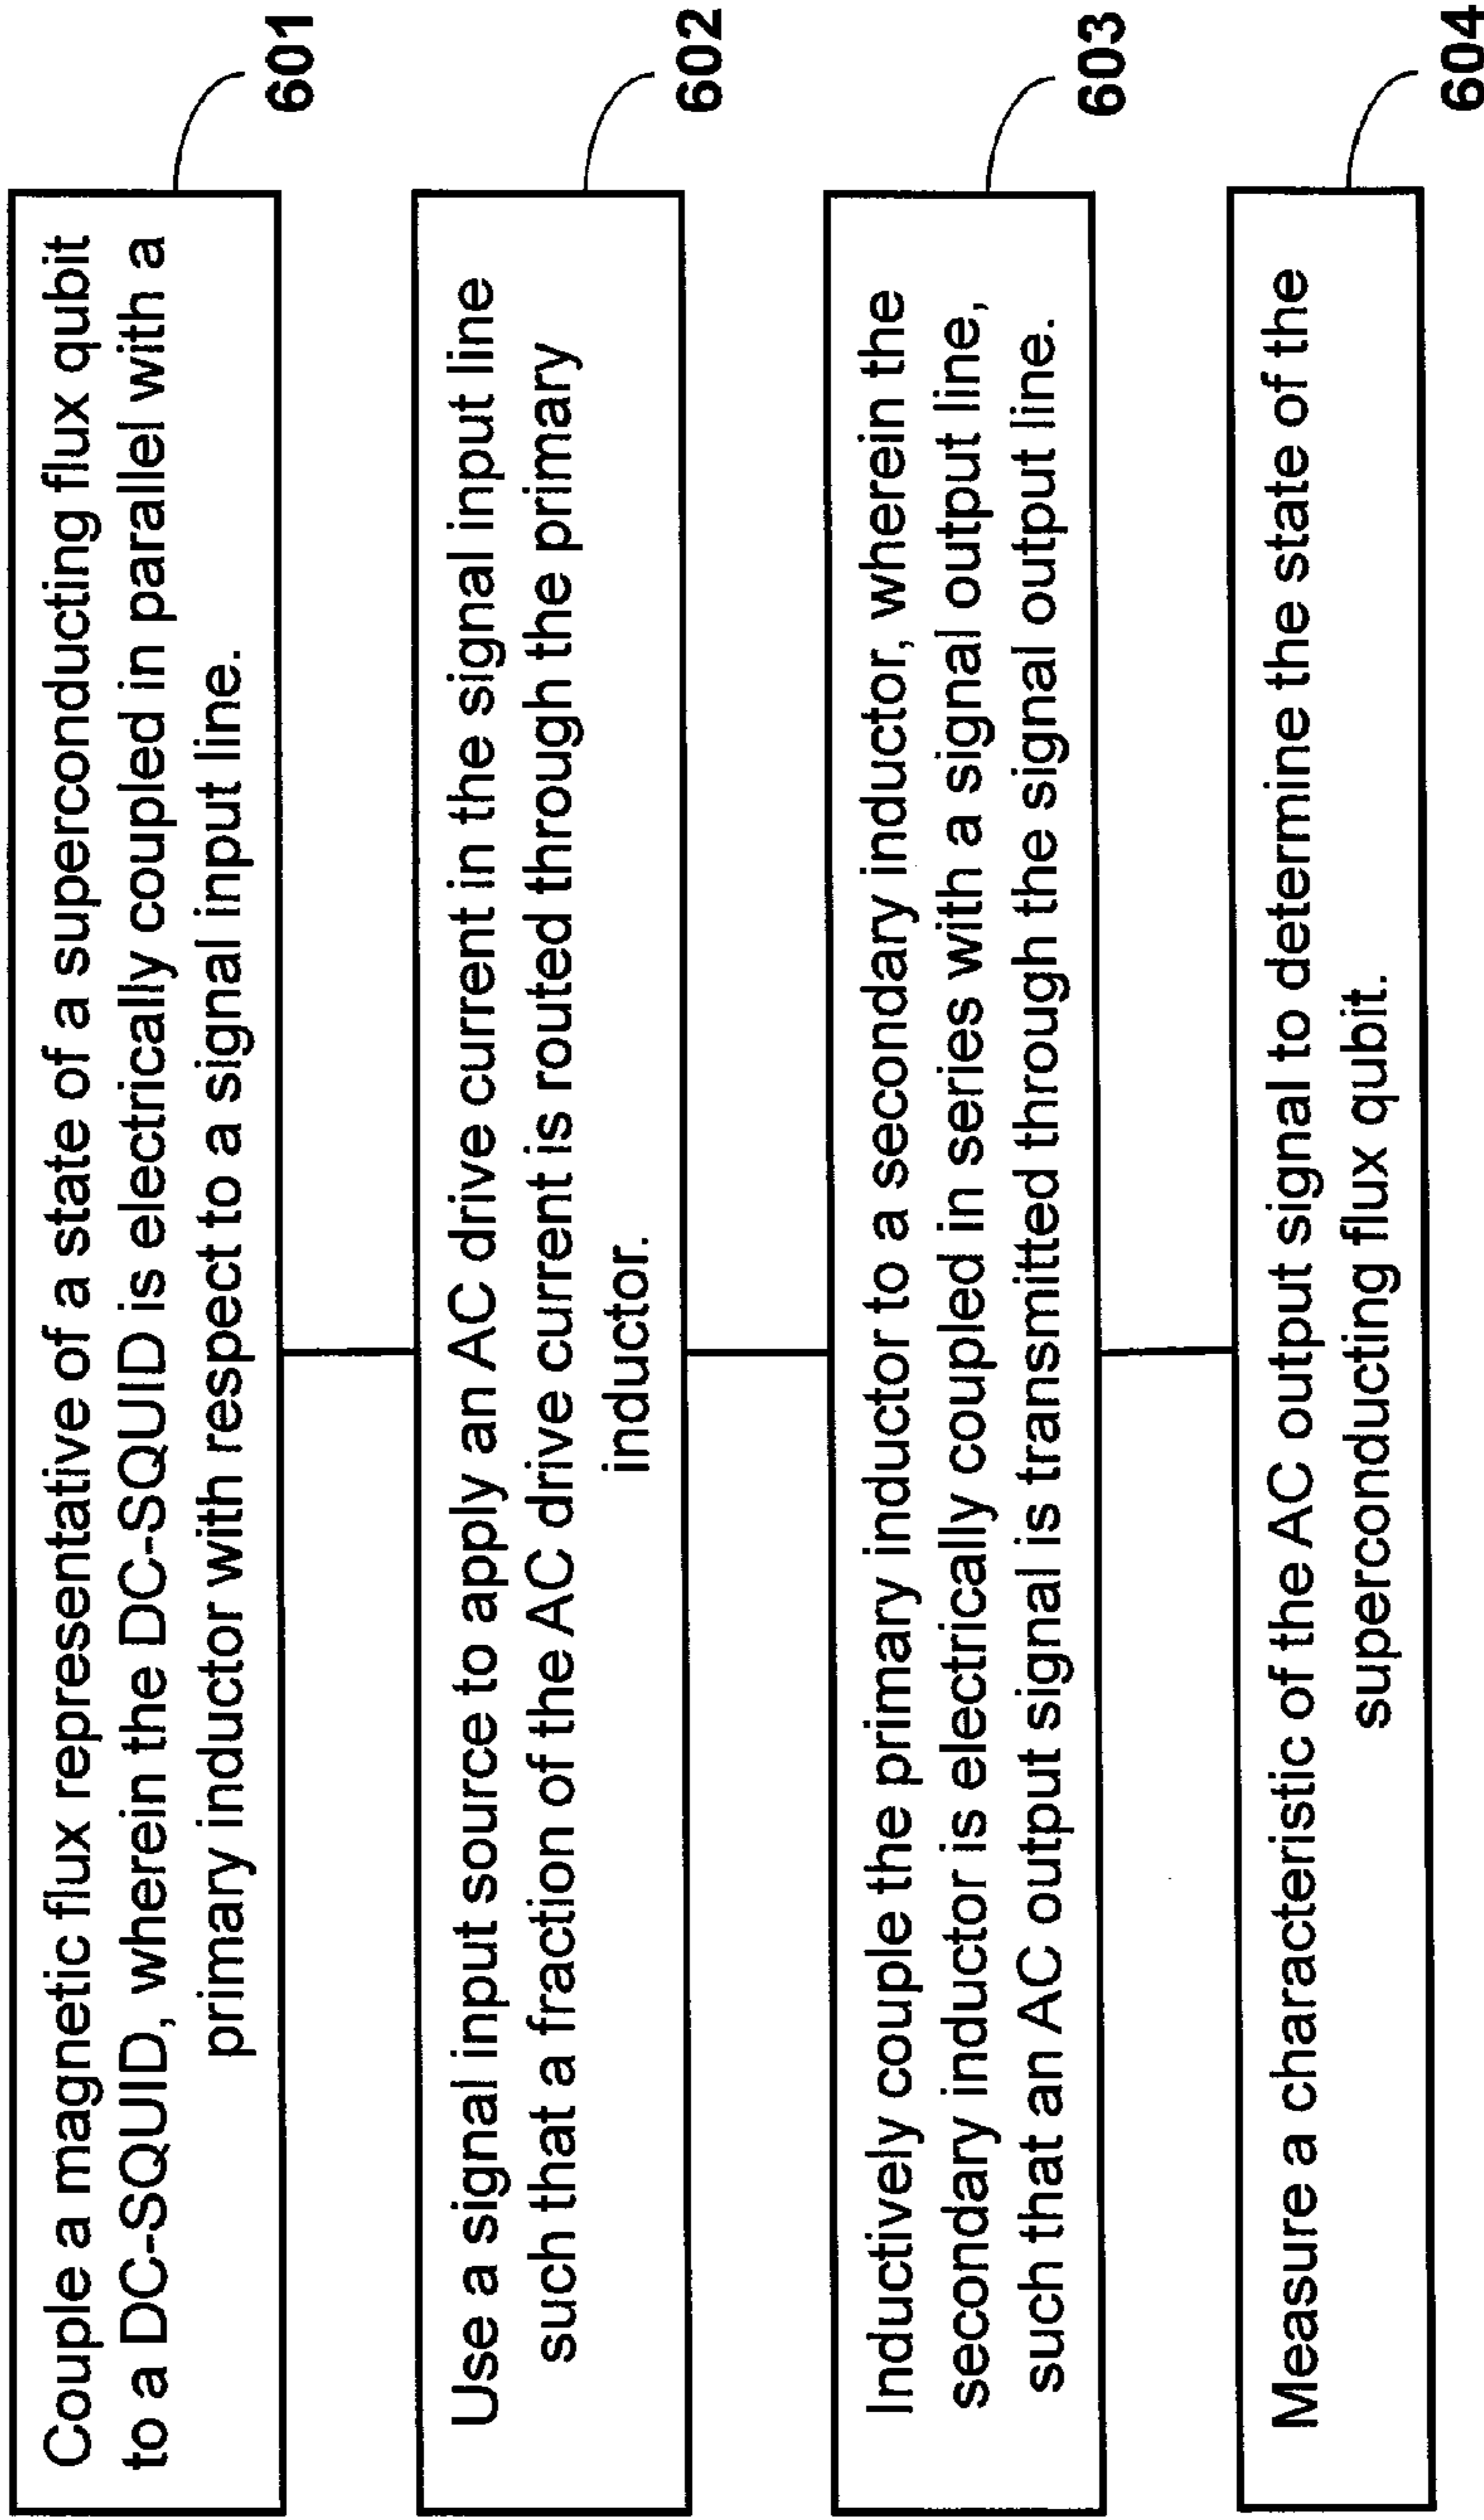 Couple a magnetic flux representative of a state of a superconducting flux qubit
to a DC-SQUID, wherein the DC-SQUID is electrically coupled in parallel with a
primary inductor with respect to a signal input line.
601
Use a signal input source to apply an AC drive current in the signal input line
such that a fraction of the AC drive current is routed through the primary
inductor.
602
Inductively couple the primary inductor to a secondary inductor, wherein the
secondary inductor is electrically coupled in series with a signal output line,
such that an AC output signal is transmitted through the signal output line.
603
Measure a characteristic of the AC output signal to determine the state of the
superconducting flux qubit.
604